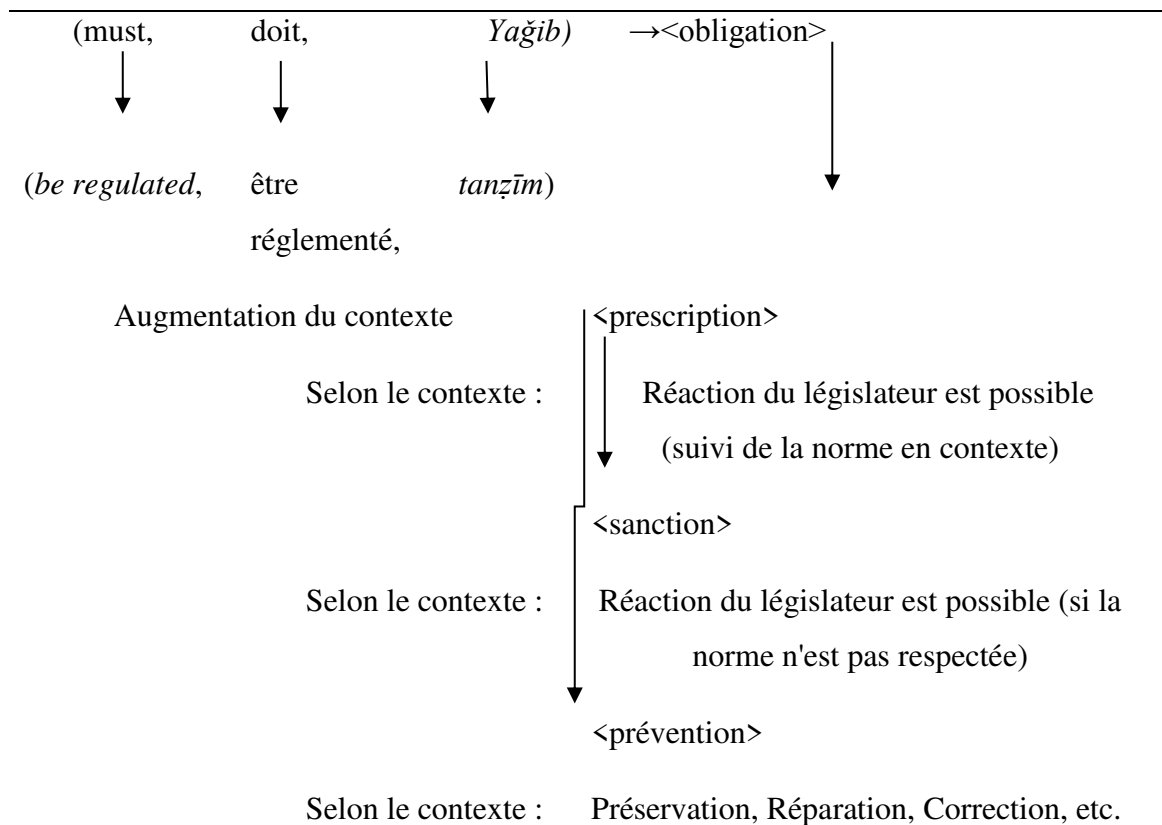 (must, doit, Yağib) →<obligation>
(be regulated, être tanẓīm)
réglementé,
Augmentation du contexte <prescription>
Selon le contexte : Réaction du législateur est possible
(suivi de la norme en contexte)
<sanction>
Selon le contexte : Réaction du législateur est possible (si la
norme n'est pas respectée)
<prévention>
Selon le contexte : Préservation, Réparation, Correction, etc.